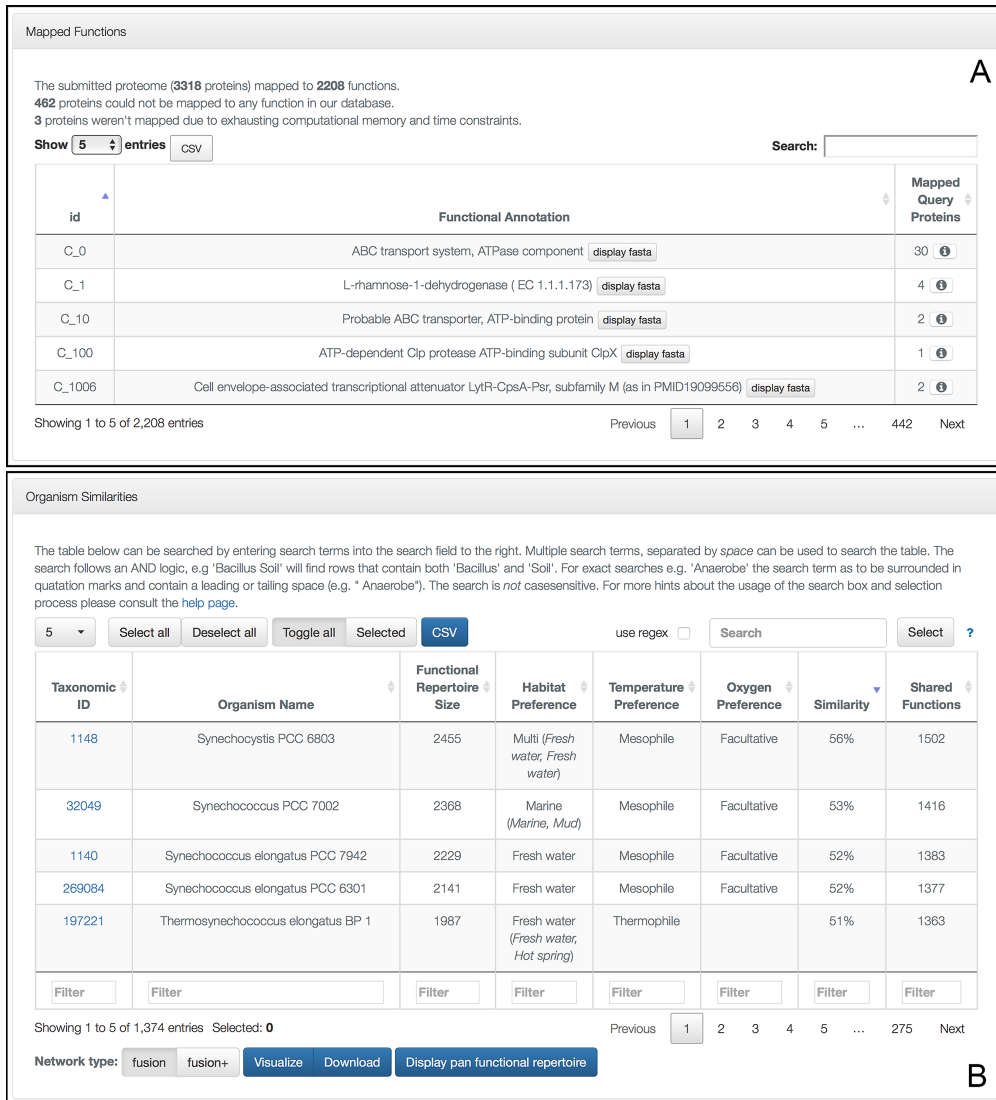 Mapped Functions
A
The submitted proteome (3318 proteins) mapped to 2208 functions.
462 proteins could not be mapped to any function in our database.
3 proteins weren't mapped due to exhausting computational memory and time constraints.
Show 5 entries CSV Search:
id Functional Annotation Mapped Query Proteins
C_0 ABC transport system, ATPase component display fasta 30
C_1 L-rhamnose-1-dehydrogenase ( EC 1.1.1.173) display fasta 4
C_10 Probable ABC transporter, ATP-binding protein display fasta 2
C_100 ATP-dependent Clp protease ATP-binding subunit ClpX display fasta 1
C_1006 Cell envelope-associated transcriptional attenuator LytR-CpsA-Psr, subfamily M (as in PMID19099556) display fasta 2
Showing 1 to 5 of 2,208 entries Previous 1 2 3 4 5 ... 442 Next
Organism Similarities
The table below can be searched by entering search terms into the search field to the right. Multiple search terms, separated by space can be used to search the table. The
search follows an AND logic, e.g 'Bacillus Soil' will find rows that contain both 'Bacillus' and 'Soil'. For exact searches e.g. 'Anaerobe' the search term as to be surrounded in
quatation marks and contain a leading or tailing space (e.g. " Anaerobe"). The search is not casesensitive. For more hints about the usage of the search box and selection
process please consult the help page.
5 Select all Deselect all Toggle all Selected CSV use regex Search Select ?
Taxonomic ID Organism Name Functional Repertoire Size Habitat Preference Temperature Preference Oxygen Preference Similarity Shared Functions
1148 Synechocystis PCC 6803 2455 Multi (Fresh water, Fresh water) Mesophile Facultative 56% 1502
32049 Synechococcus PCC 7002 2368 Marine (Marine, Mud) Mesophile Facultative 53% 1416
1140 Synechococcus elongatus PCC 7942 2229 Fresh water Mesophile Facultative 52% 1383
269084 Synechococcus elongatus PCC 6301 2141 Fresh water Mesophile Facultative 52% 1377
197221 Thermosynechococcus elongatus BP 1 1987 Fresh water (Fresh water, Hot spring) Thermophile 51% 1363
Filter Filter Filter Filter Filter Filter Filter Filter
Showing 1 to 5 of 1,374 entries Selected: 0 Previous 1 2 3 4 5 ... 275 Next
Network type: fusion fusion+ Visualize Download Display pan functional repertoire
B